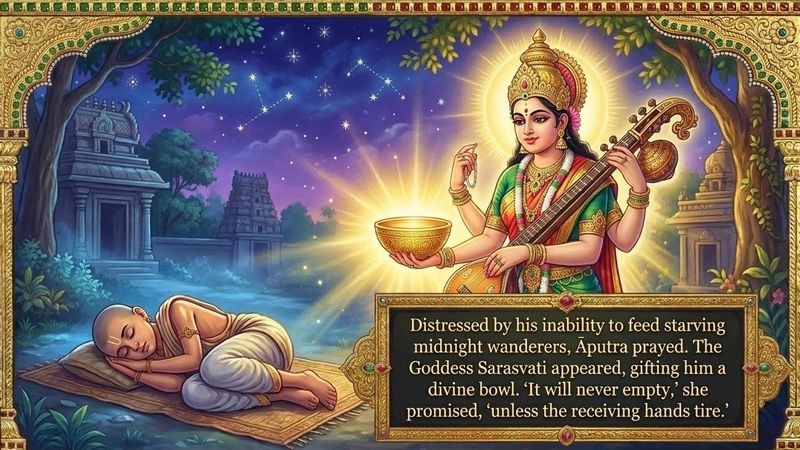 Distressed by his inability to feed starving
midnight wanderers, Āputra prayed. The
Goddess Sarasvati appeared, gifting him a
divine bowl. ‘It will never empty,’ she
promised, ‘unless the receiving hands tire.’